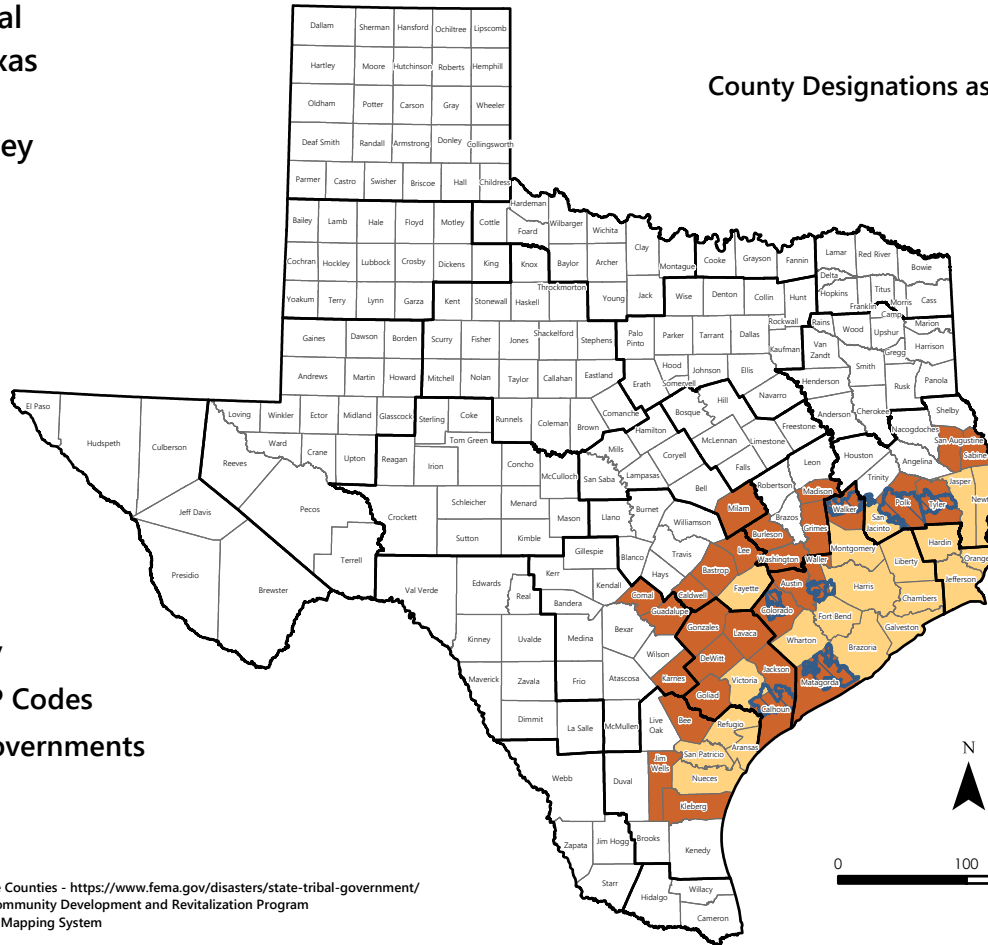 al
xas
ey
County Designations as
Dallam Sherman Hansford Ochiltree Lipscomb
Hartley Moore Hutchinson Roberts Hemphill
Oldham Potter Carson Gray Wheeler
Deaf Smith Randall Armstrong Donley Collingsworth
Parmer Castro Swisher Briscoe Hall Childress
Hardeman
Bailey Lamb Hale Floyd Motley Cottle Foard Wilbarger Wichita
Clay Montague Cooke Grayson Fannin Lamar Red River Bowie
Cochran Hockley Lubbock Crosby Dickens King Knox Baylor Archer
Delta Hopkins Franklin Titus Morris Cass
Yoakum Terry Lynn Garza Kent Stonewall Haskell Throckmorton Young Jack Wise Denton Collin Hunt
Rockwall Rains Wood Camp Upshur Marion
Gaines Dawson Borden Scurry Fisher Jones Shackelford Stephens Palo Pinto Parker Tarrant Dallas Kaufman Van Zandt Gregg Harrison
Andrews Martin Howard Mitchell Nolan Taylor Callahan Eastland Erath Hood Somervell Johnson Ellis Henderson Smith Rusk Panola
El Paso Hudspeth Culberson Loving Winkler Ector Midland Glasscock Sterling Coke Runnels Coleman Brown Comanche Hamilton Bosque Hill Navarro Freestone Anderson Cherokee Nacogdoches Shelby
Reeves Ward Crane Upton Reagan Irion Tom Green Concho McCulloch San Saba Mills Lampasas Coryell McLennan Limestone Falls Leon Houston Trinity Angelina San Augustine Sabine
Jeff Davis Pecos Crockett Schleicher Menard Mason Llano Burnet Bell Milam Robertson Brazos Madison Walker Polk Tyler Jasper Newt
Presidio Brewster Terrell Sutton Kimble Gillespie Blanco Williamson Travis Burleson Grimes San Jacinto Hardin
Val Verde Edwards Real Kerr Kendall Hays Bastrop Lee Washington Waller Montgomery Liberty Orange
Kinney Uvalde Bandera Medina Bexar Comal Guadalupe Caldwell Fayette Austin Colorado Harris Chambers Jefferson
Maverick Zavala Frio Atascosa Wilson Gonzales Lavaca Wharton Fort Bend Brazoria Galveston
Dimmit La Salle McMullen Live Oak Karnes DeWitt Goliad Victoria Jackson Calhoun Matagorda
Bee Refugio Aransas
Webb Duval Jim Wells San Patricio Nueces Kleberg
Zapata Jim Hogg Brooks Kenedy
Starr Hidalgo Willacy Cameron
P Codes
overnments
N
0 100
e Counties - https://www.fema.gov/disasters/state-tribal-government/
ommunity Development and Revitalization Program
Mapping System